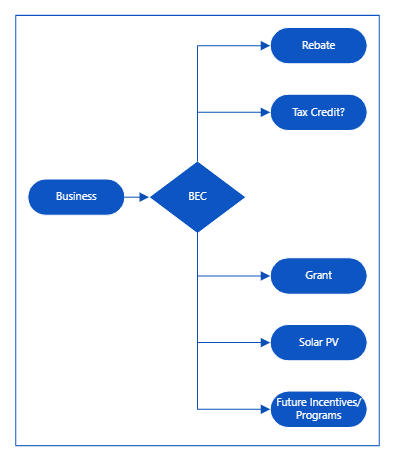 Rebate
Tax Credit?
Business
BEC
Grant
Solar PV
Future Incentives/
Programs